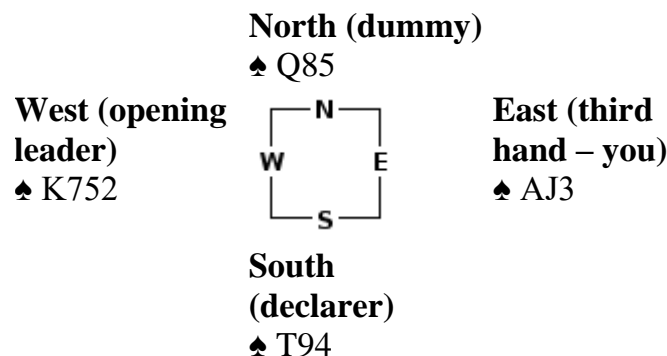 North (dummy)
♠ Q85
West (opening
leader)
♠ K752
N
W
E
S
East (third
hand – you)
♠ AJ3
South
(declarer)
♠ T94